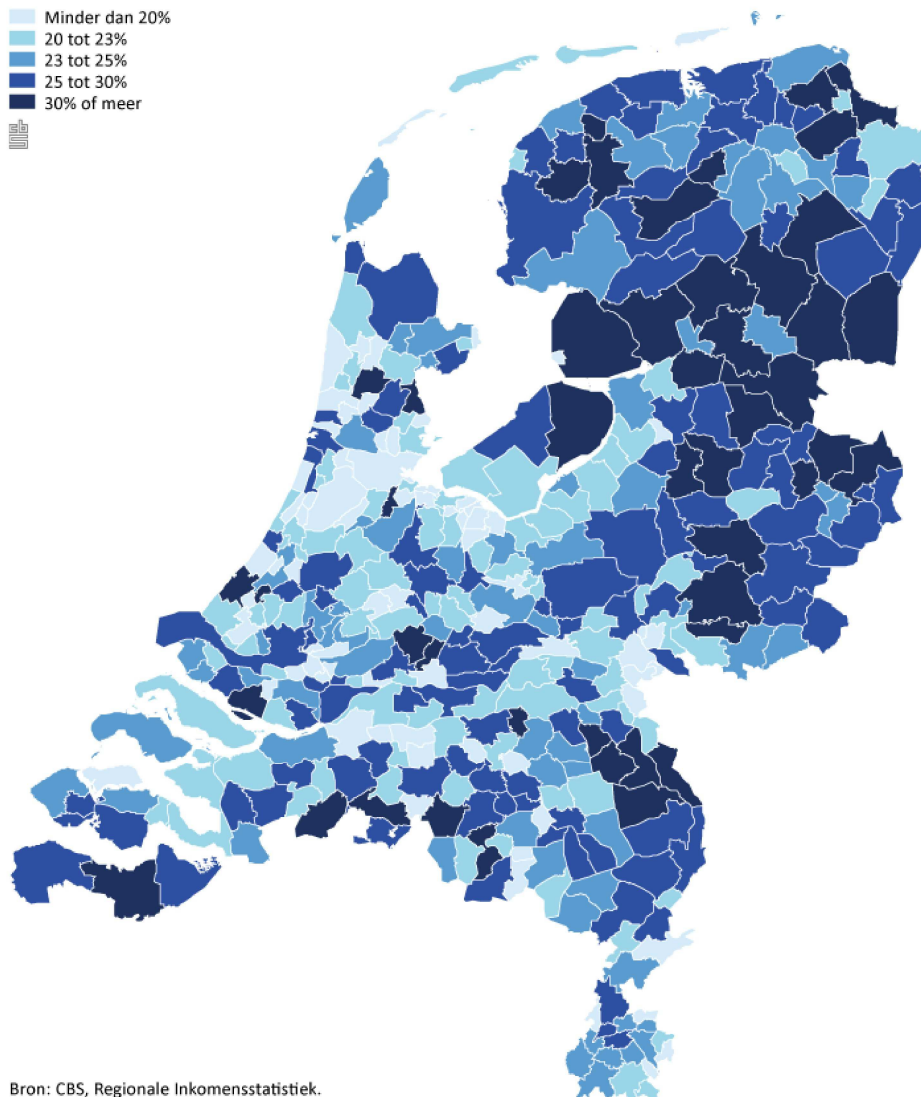 Minder dan 20%
20 tot 23%
23 tot 25%
25 tot 30%
30% of meer
Bron: CBS, Regionale Inkomensstatistiek.